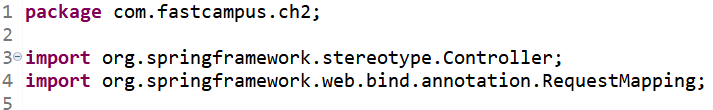 1 package com.fastcampus.ch2;
2
3 import org.springframework.stereotype.Controller;
4 import org.springframework.web.bind.annotation.RequestMapping;
5